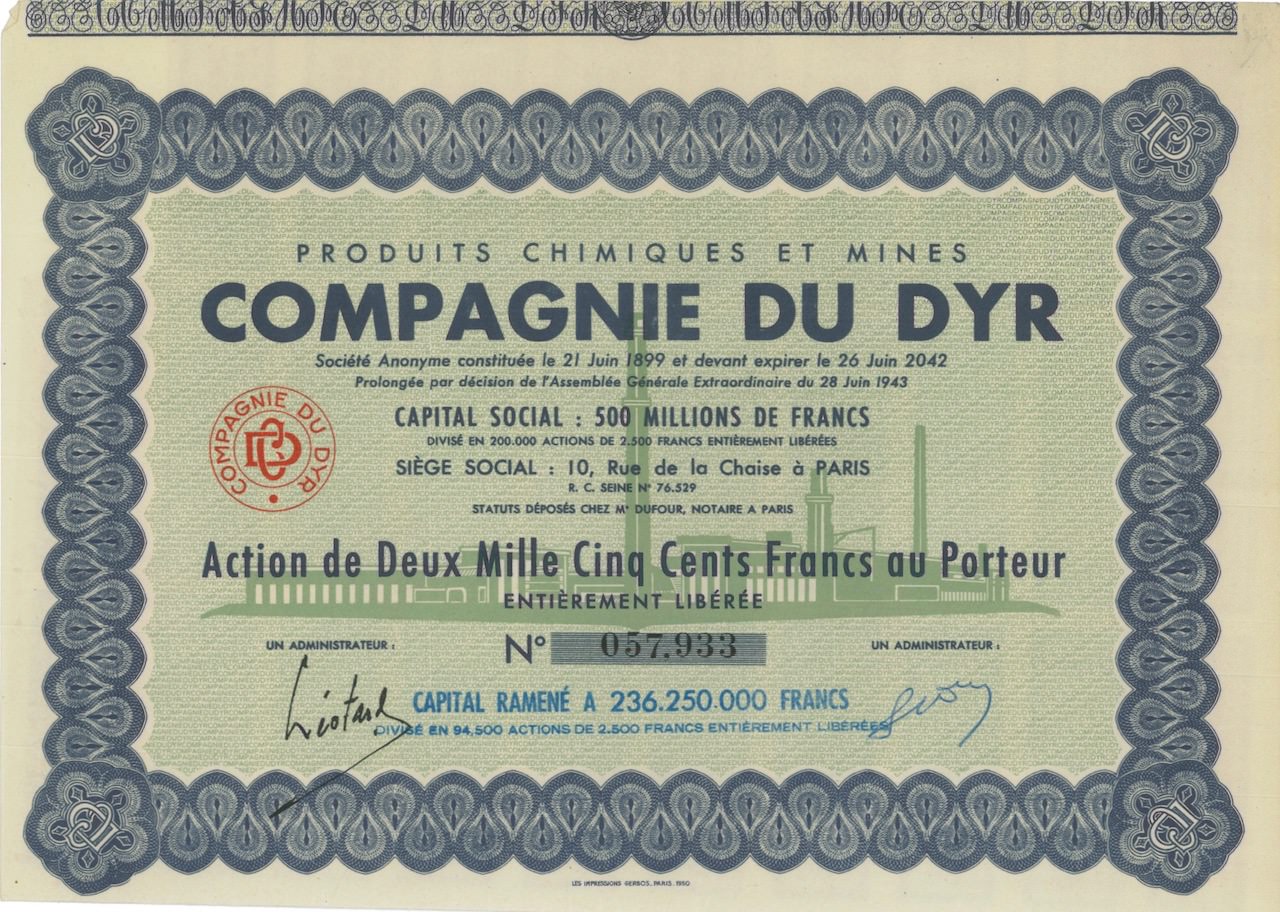 PRODUITS CHIMIQUES ET MINES
COMPAGNIE DU DYR
Société Anonyme constituée le 21 Juin 1899 et devant expirer le 26 Juin 2042
Prolongée par décision de l'Assemblée Générale Extraordinaire du 28 Juin 1943
COMPAGNIE DU DYR
CAPITAL SOCIAL : 500 MILLIONS DE FRANCS
DIVISÉ EN 200.000 ACTIONS DE 2.500 FRANCS ENTIÈREMENT LIBÉRÉES
SIÈGE SOCIAL : 10, Rue de la Chaise à PARIS
R. C. SEINE N° 76.529
STATUTS DÉPOSÉS CHEZ Me DUFOUR, NOTAIRE A PARIS
Action de Deux Mille Cinq Cents Francs au Porteur
ENTIÈREMENT LIBÉRÉE
UN ADMINISTRATEUR :
N° 057,933
UN ADMINISTRATEUR :
Léotard
CAPITAL RAMENÉ A 236.250.000 FRANCS
DIVISÉ EN 94,500 ACTIONS DE 2.500 FRANCS ENTIÈREMENT LIBÉRÉES
LES IMPRESSIONS GERBOS_PARIS_1950